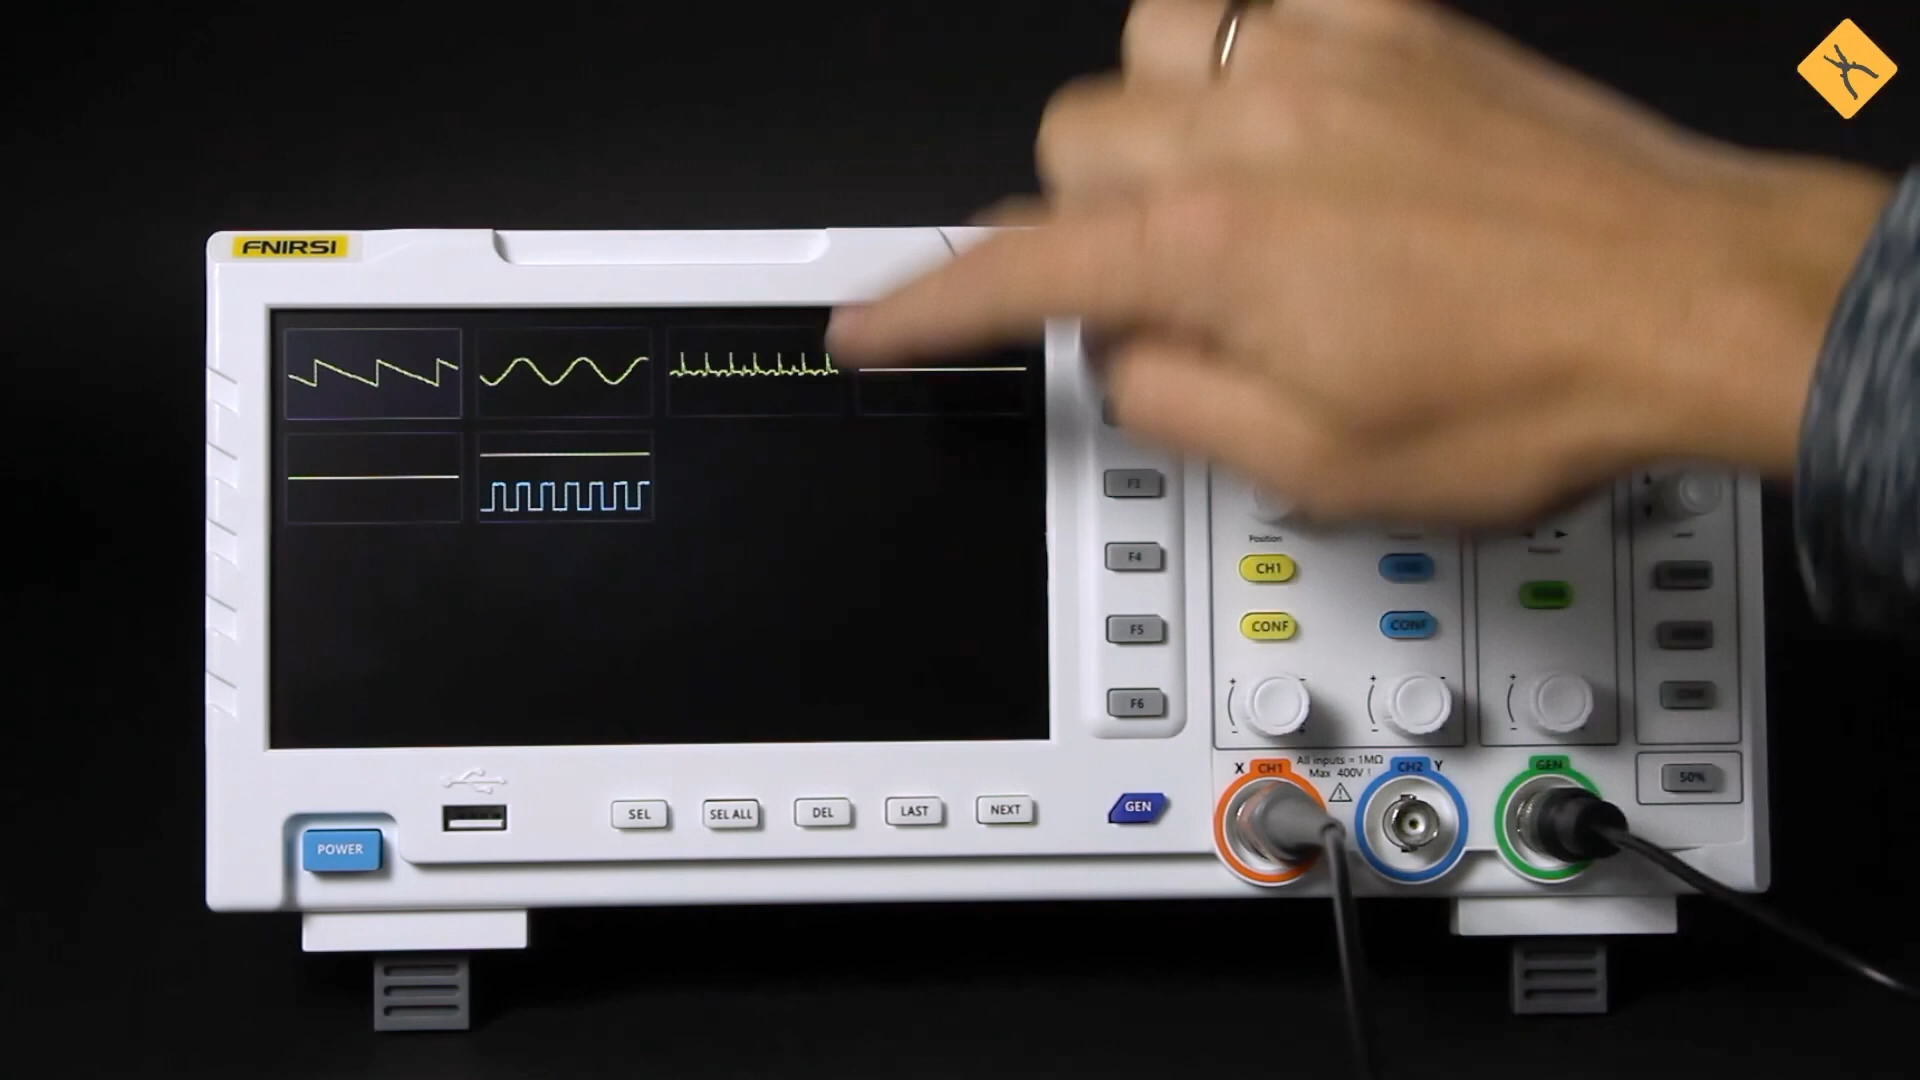 FNIRSI
F3
F4
F5
F6
Position
CH1
CONF
CONF
+
-
+
-
+
-
X CH1 All inputs = 1MΩ CH2 Y GEN
Max 400V !
50%
POWER
SEL
SEL ALL
DEL
LAST
NEXT
GEN